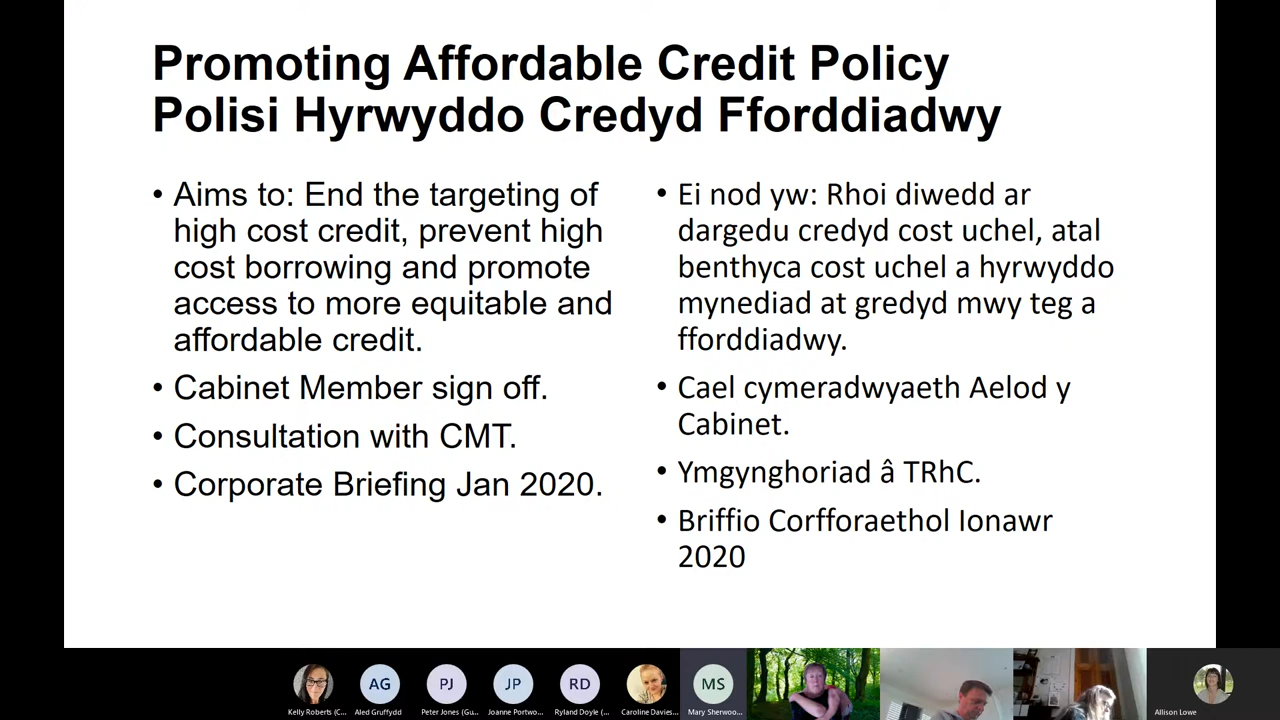 Promoting Affordable Credit Policy
Polisi Hyrwyddo Credyd Fforddiadwy
• Aims to: End the targeting of
high cost credit, prevent high
cost borrowing and promote
access to more equitable and
affordable credit.
• Cabinet Member sign off.
• Consultation with CMT.
• Corporate Briefing Jan 2020.
• Ei nod yw: Rhoi diwedd ar
dargedu credyd cost uchel, atal
benthyca cost uchel a hyrwyddo
mynediad at gredyd mwy teg a
fforddiadwy.
• Cael cymeradwyaeth Aelod y
Cabinet.
• Ymgynghoriad â TRhC.
• Briffio Corfforaethol Ionawr
2020
AG
PJ
JP
RD
MS
Kelly Roberts (C...
Aled Gruffydd
Peter Jones (Gu...
Joanne Portwo...
Ryland Doyle (...
Caroline Davies...
Mary Sherwoo...
Allison Lowe